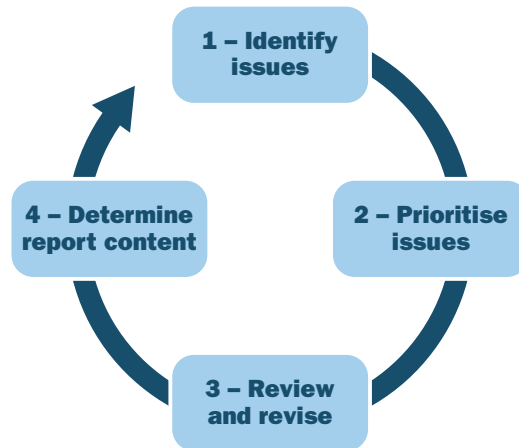 1 – Identify
issues
2 – Prioritise
issues
3 – Review
and revise
4 – Determine
report content